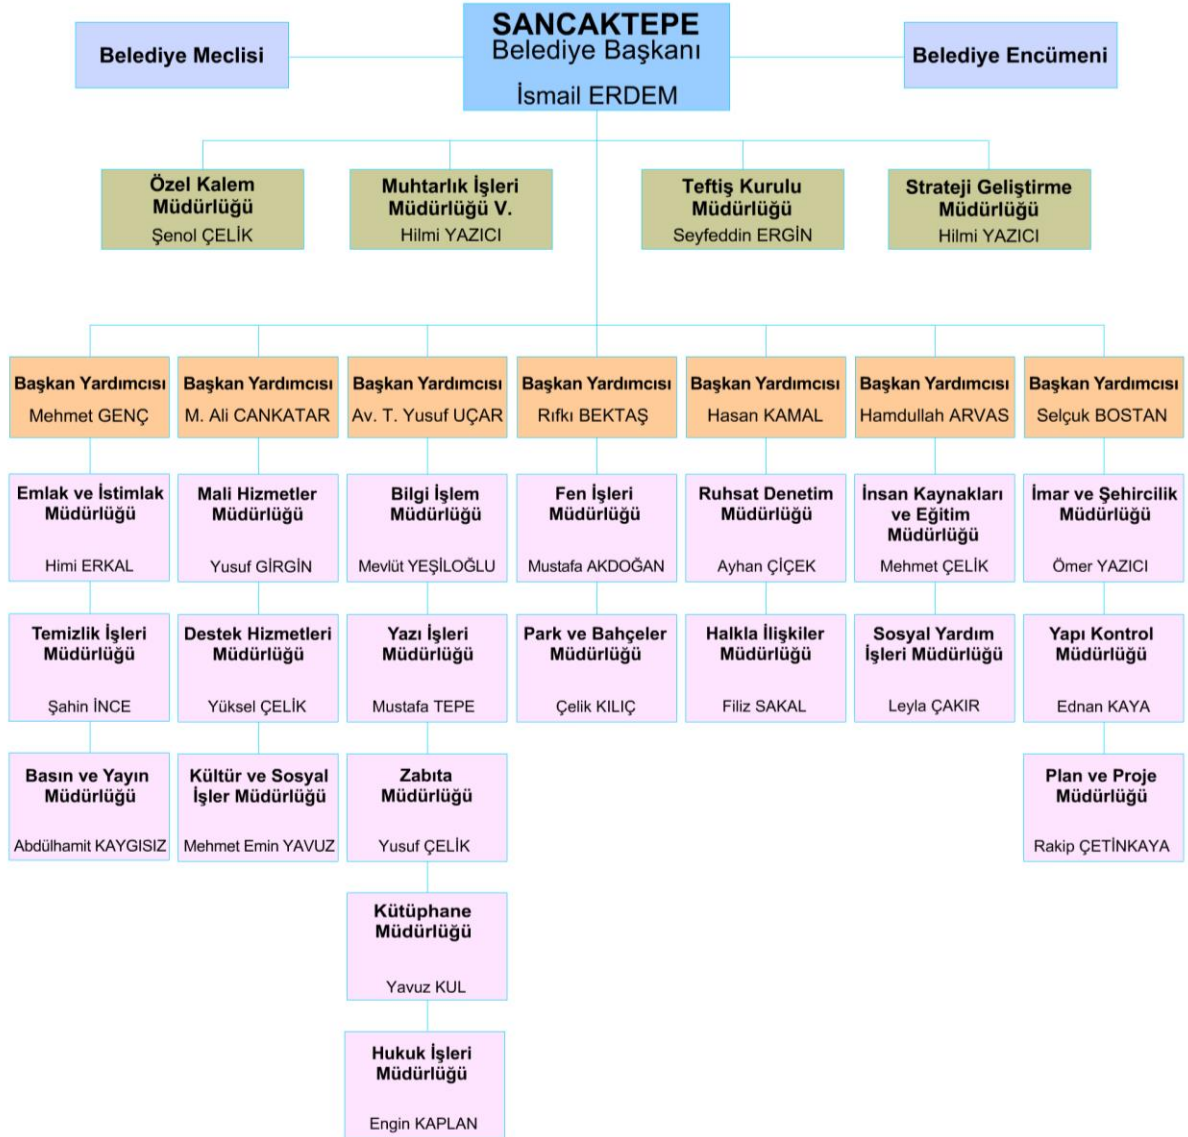 SANCAKTEPE
Belediye Başkanı
İsmail ERDEM
Belediye Meclisi
Belediye Encümeni
Özel Kalem
Müdürlüğü
Şenol ÇELİK
Muhtarlık İşleri
Müdürlüğü V.
Hilmi YAZICI
Teftiş Kurulu
Müdürlüğü
Seyfeddin ERGİN
Strateji Geliştirme
Müdürlüğü
Hilmi YAZICI
Başkan Yardımcısı
Mehmet GENÇ
Başkan Yardımcısı
M. Ali CANKATAR
Başkan Yardımcısı
Av. T. Yusuf UÇAR
Başkan Yardımcısı
Rıfkı BEKTAŞ
Başkan Yardımcısı
Hasan KAMAL
Başkan Yardımcısı
Hamdullah ARVAS
Başkan Yardımcısı
Selçuk BOSTAN
Emlak ve İstimlak
Müdürlüğü
Himi ERKAL
Mali Hizmetler
Müdürlüğü
Yusuf GİRGİN
Bilgi İşlem
Müdürlüğü
Mevlüt YEŞİLOĞLU
Fen İşleri
Müdürlüğü
Mustafa AKDOĞAN
Ruhsat Denetim
Müdürlüğü
Ayhan ÇİÇEK
İnsan Kaynakları
ve Eğitim
Müdürlüğü
Mehmet ÇELİK
İmar ve Şehircilik
Müdürlüğü
Ömer YAZICI
Temizlik İşleri
Müdürlüğü
Şahin İNCE
Destek Hizmetleri
Müdürlüğü
Yüksel ÇELİK
Yazı İşleri
Müdürlüğü
Mustafa TEPE
Park ve Bahçeler
Müdürlüğü
Çelik KILIÇ
Halkla İlişkiler
Müdürlüğü
Filiz SAKAL
Sosyal Yardım
İşleri Müdürlüğü
Leyla ÇAKIR
Yapı Kontrol
Müdürlüğü
Ednan KAYA
Basın ve Yayın
Müdürlüğü
Abdülhamit KAYGISIZ
Kültür ve Sosyal
İşler Müdürlüğü
Mehmet Emin YAVUZ
Zabıta
Müdürlüğü
Yusuf ÇELİK
Plan ve Proje
Müdürlüğü
Rakip ÇETİNKAYA
Kütüphane
Müdürlüğü
Yavuz KUL
Hukuk İşleri
Müdürlüğü
Engin KAPLAN